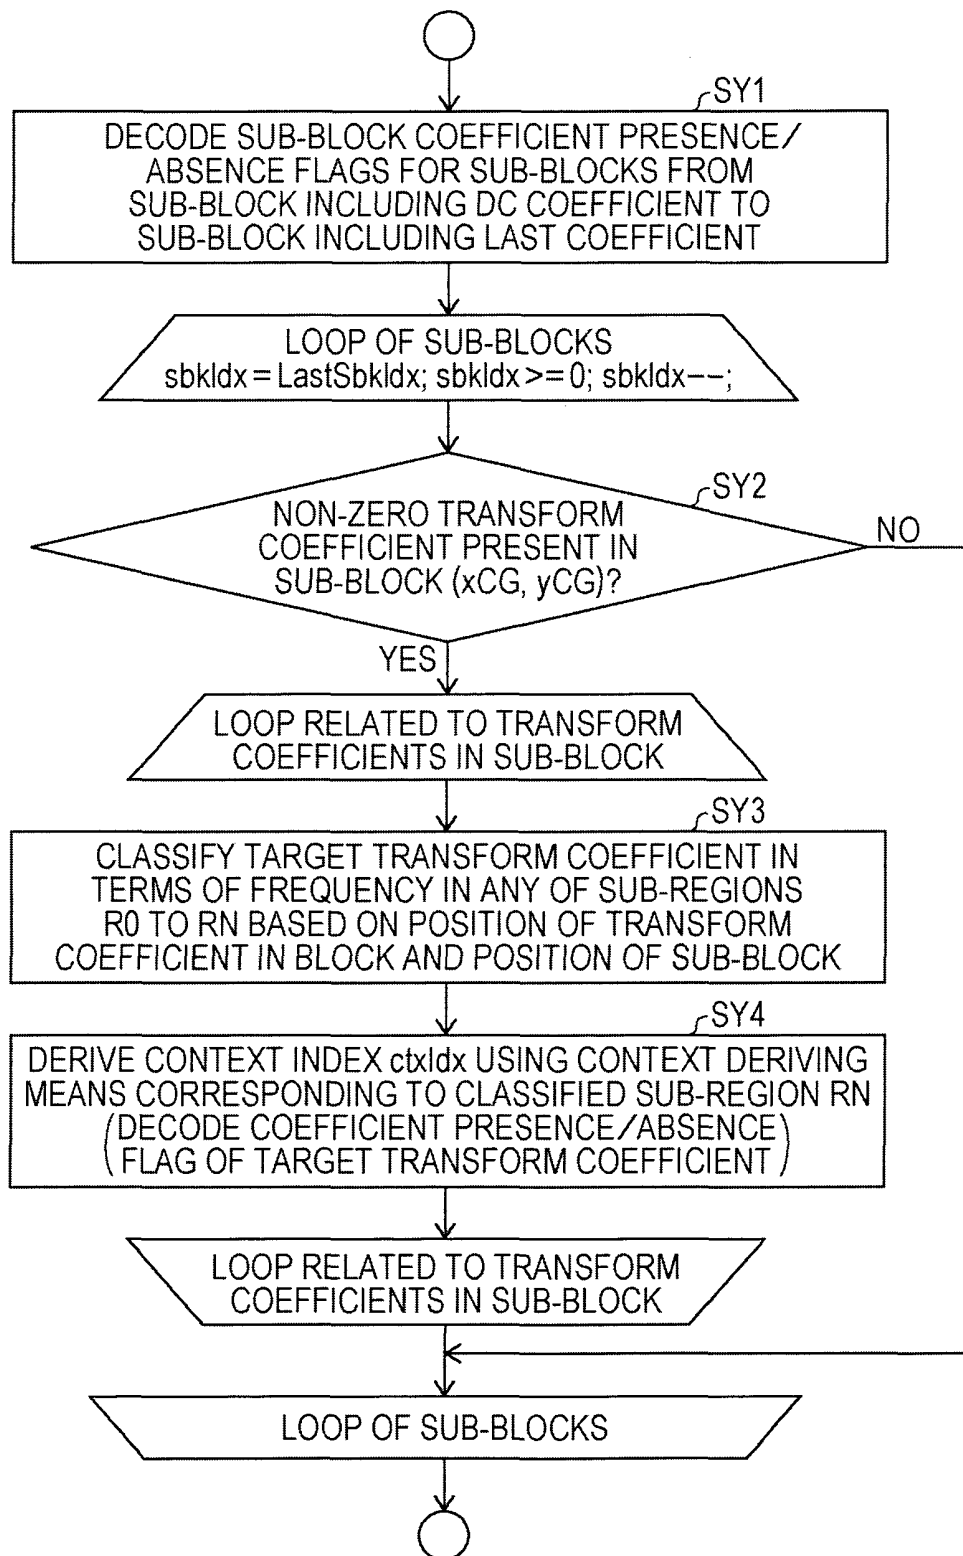 SY1
DECODE SUB-BLOCK COEFFICIENT PRESENCE/
ABSENCE FLAGS FOR SUB-BLOCKS FROM
SUB-BLOCK INCLUDING DC COEFFICIENT TO
SUB-BLOCK INCLUDING LAST COEFFICIENT
LOOP OF SUB-BLOCKS
sbkIdx=LastSbkIdx; sbkIdx>=0; sbkIdx--;
SY2
NON-ZERO TRANSFORM
COEFFICIENT PRESENT IN
SUB-BLOCK (xCG, yCG)?
NO
YES
LOOP RELATED TO TRANSFORM
COEFFICIENTS IN SUB-BLOCK
SY3
CLASSIFY TARGET TRANSFORM COEFFICIENT IN
TERMS OF FREQUENCY IN ANY OF SUB-REGIONS
R0 TO RN BASED ON POSITION OF TRANSFORM
COEFFICIENT IN BLOCK AND POSITION OF SUB-BLOCK
SY4
DERIVE CONTEXT INDEX ctxIdx USING CONTEXT DERIVING
MEANS CORRESPONDING TO CLASSIFIED SUB-REGION RN
(DECODE COEFFICIENT PRESENCE/ABSENCE
FLAG OF TARGET TRANSFORM COEFFICIENT)
LOOP RELATED TO TRANSFORM
COEFFICIENTS IN SUB-BLOCK
LOOP OF SUB-BLOCKS